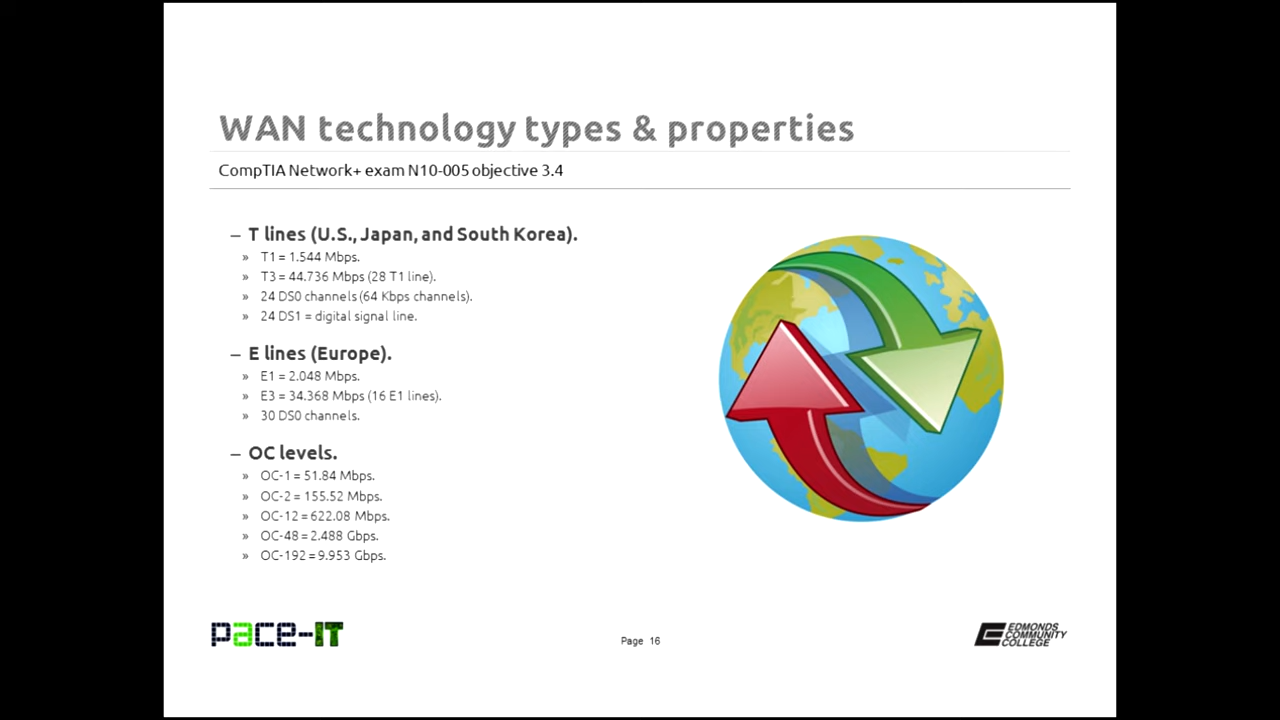 WAN technology types & properties
CompTIA Network+ exam N10-005 objective 3.4
– T lines (U.S., Japan, and South Korea).
» T1 = 1.544 Mbps.
» T3 = 44.736 Mbps (28 T1 line).
» 24 DS0 channels (64 Kbps channels).
» 24 DS1 = digital signal line.
– E lines (Europe).
» E1 = 2.048 Mbps.
» E3 = 34.368 Mbps (16 E1 lines).
» 30 DS0 channels.
– OC levels.
» OC-1 = 51.84 Mbps.
» OC-2 = 155.52 Mbps.
» OC-12 = 622.08 Mbps.
» OC-48 = 2.488 Gbps.
» OC-192 = 9.953 Gbps.
pace-IT
Page 16
EDMONDS
COMMUNITY
COLLEGE